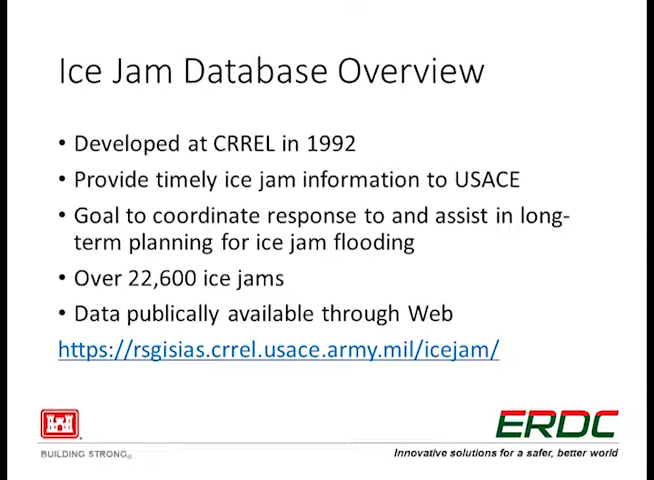 Ice Jam Database Overview
• Developed at CRREL in 1992
• Provide timely ice jam information to USACE
• Goal to coordinate response to and assist in long-
term planning for ice jam flooding
• Over 22,600 ice jams
• Data publically available through Web
https://rsgisias.crrel.usace.army.mil/icejam/
ERDC
BUILDING STRONG®
Innovative solutions for a safer, better world